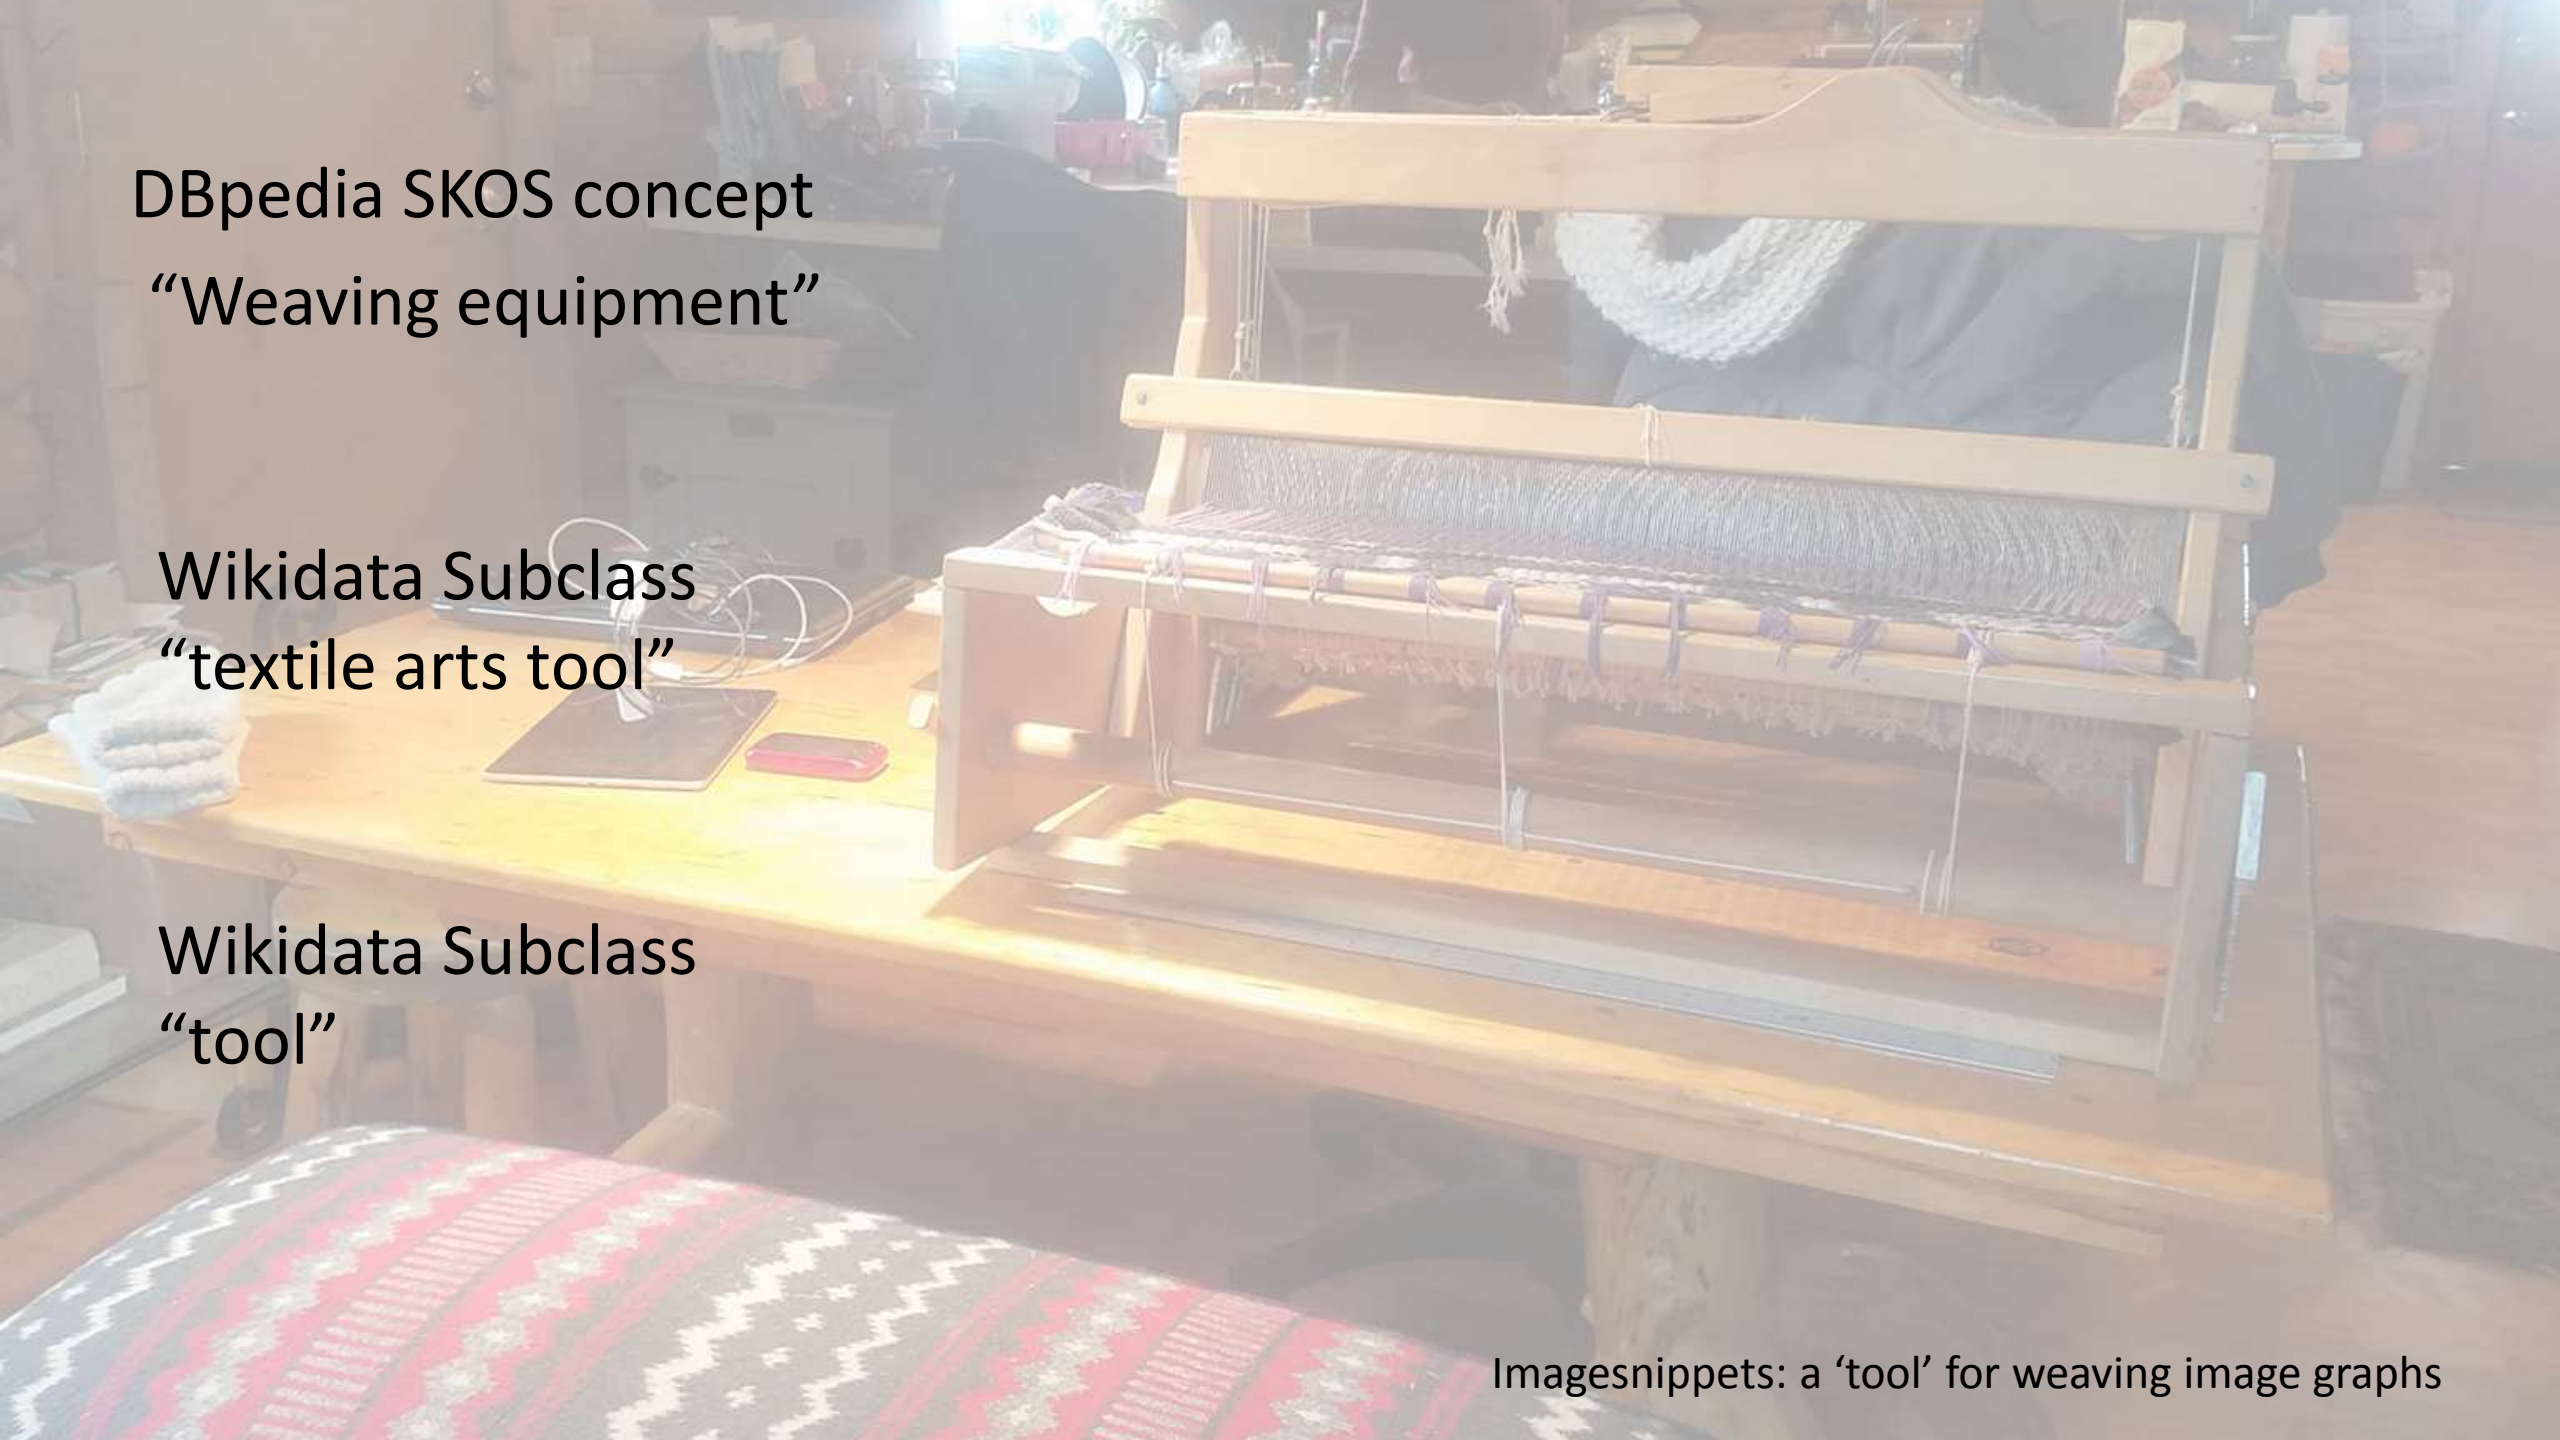 DBpedia SKOS concept
“Weaving equipment”
Wikidata Subclass
“textile arts tool”
Wikidata Subclass
“tool”
Imagesnippets: a ‘tool’ for weaving image graphs